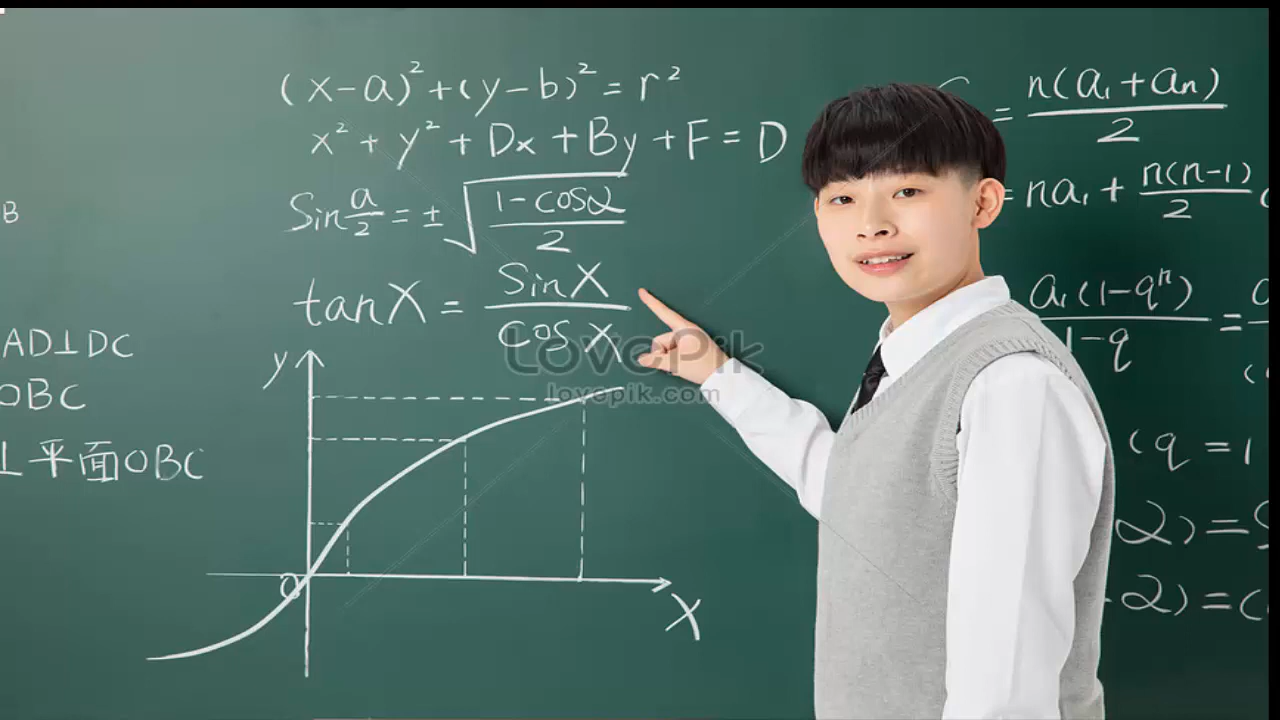 (x-a)²+(y-b)²=r²
x²+y²+Dx+By+F=D
Sin a/2 = ±√((1-cosα)/2)
tanX = SinX/cosX
B
AD⊥DC
OBC
⊥平面OBC
y
O
X
= n(a₁+an)/2
= na₁+ n(n-1)/2
a₁(1-qⁿ)/1-q =
(q=1
α)=
-α)=(
Lovepik
lovepik.com